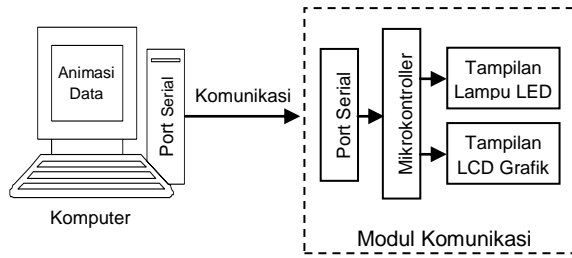 Animasi
Data
Port Serial
Komputer
Komunikasi
Port Serial
Mikrokontroller
Tampilan
Lampu LED
Tampilan
LCD Grafik
Modul Komunikasi